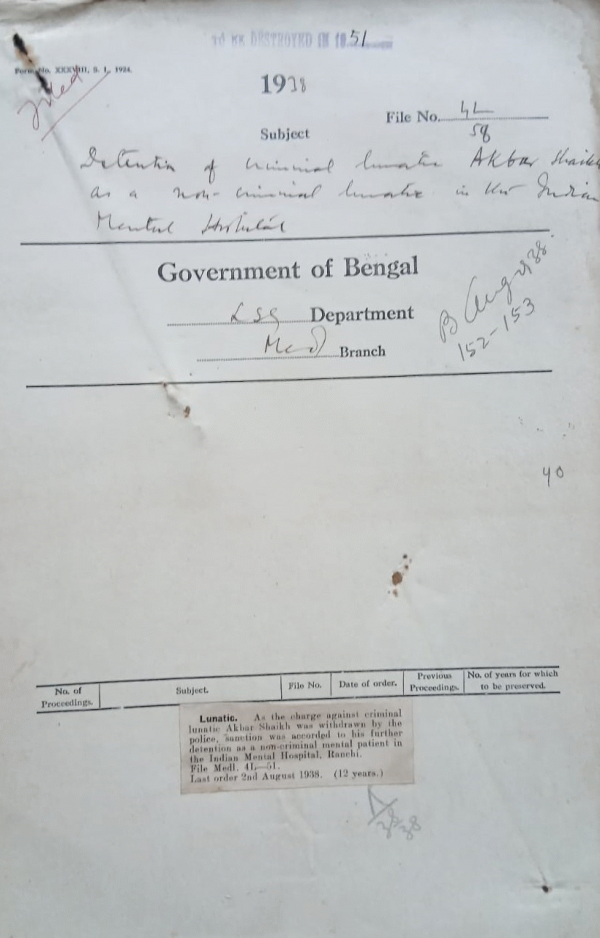 TO BE DESTROYED IN 1951
Form No. XXXVIII, S. I., 1924.
1938
File No. 4L
58
Subject
Detention of criminal lunatic Akbar Shaikh
as a non-criminal lunatic in the Indian
Mental Hospital
Government of Bengal
LSG Department
Med Branch
B Aug 1938.
152-153
40
No. of Proceedings. Subject. File No. Date of order. Previous Proceedings. No. of years for which to be preserved.
Lunatic. As the charge against criminal
lunatic Akbar Shaikh was withdrawn by the
police, sanction was accorded to his further
detention as a non-criminal mental patient in
the Indian Mental Hospital, Ranchi.
File Medl. 4L—51.
Last order 2nd August 1938. (12 years.)